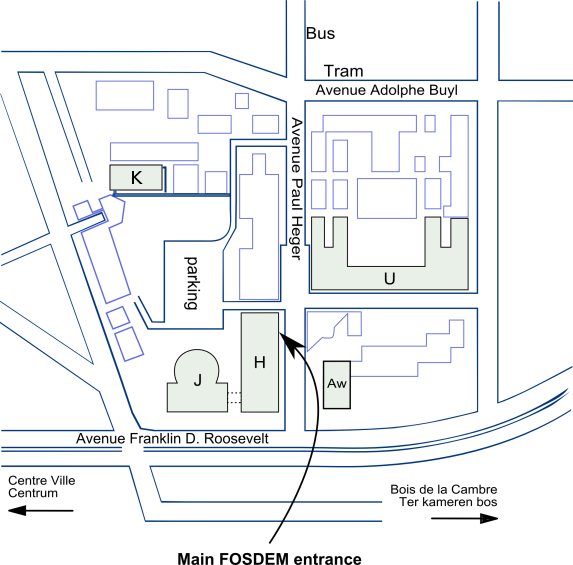 Bus
Tram
Avenue Adolphe Buyl
Avenue Paul Heger
K
U
parking
H
J
Aw
Avenue Franklin D. Roosevelt
Centre Ville
Centrum
Bois de la Cambre
Ter kameren bos
Main FOSDEM entrance